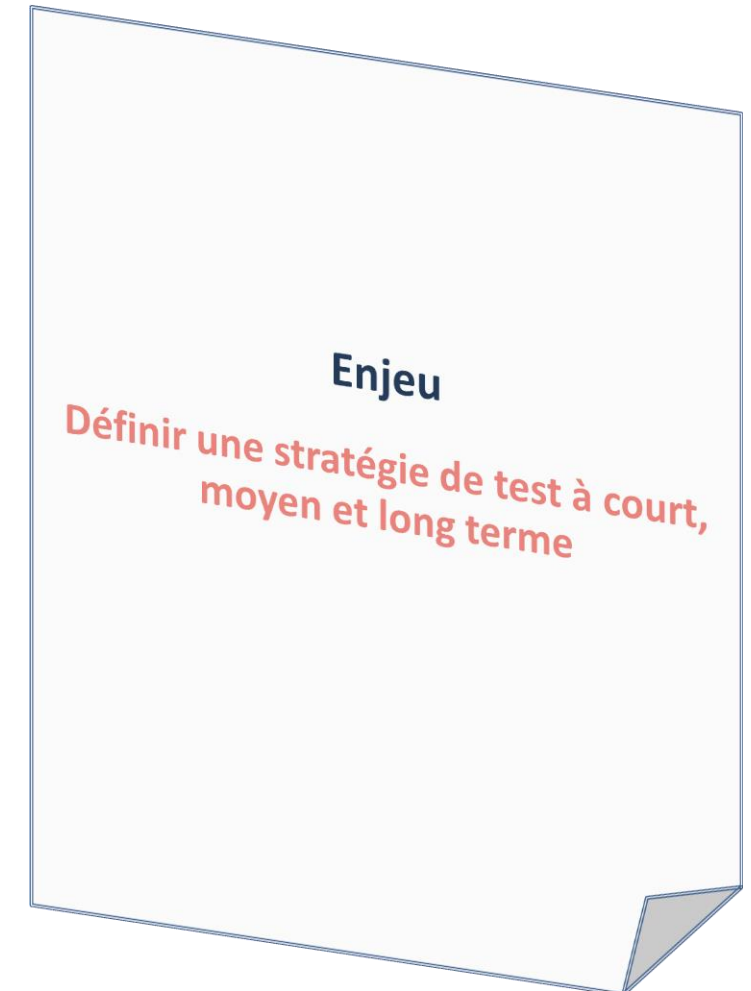 Enjeu
Définir une stratégie de test à court,
moyen et long terme